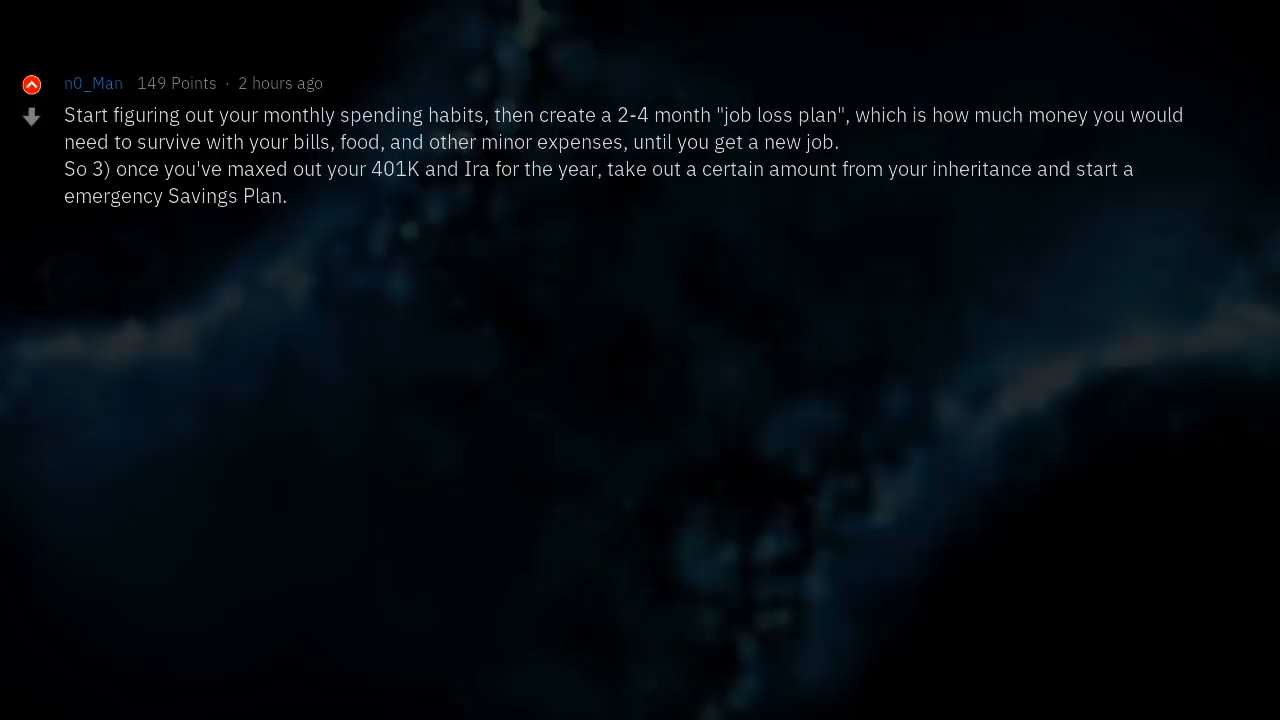 n0_Man 149 Points · 2 hours ago
Start figuring out your monthly spending habits, then create a 2-4 month "job loss plan", which is how much money you would
need to survive with your bills, food, and other minor expenses, until you get a new job.
So 3) once you've maxed out your 401K and Ira for the year, take out a certain amount from your inheritance and start a
emergency Savings Plan.